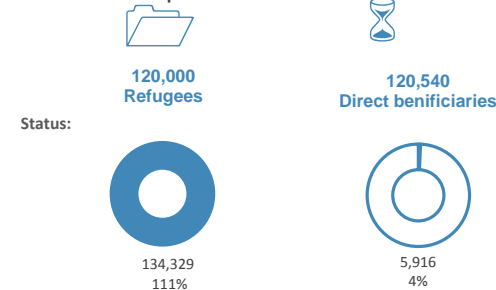 120,000
Refugees
120,540
Direct benificiaries
Status:
134,329
111%
5,916
4%